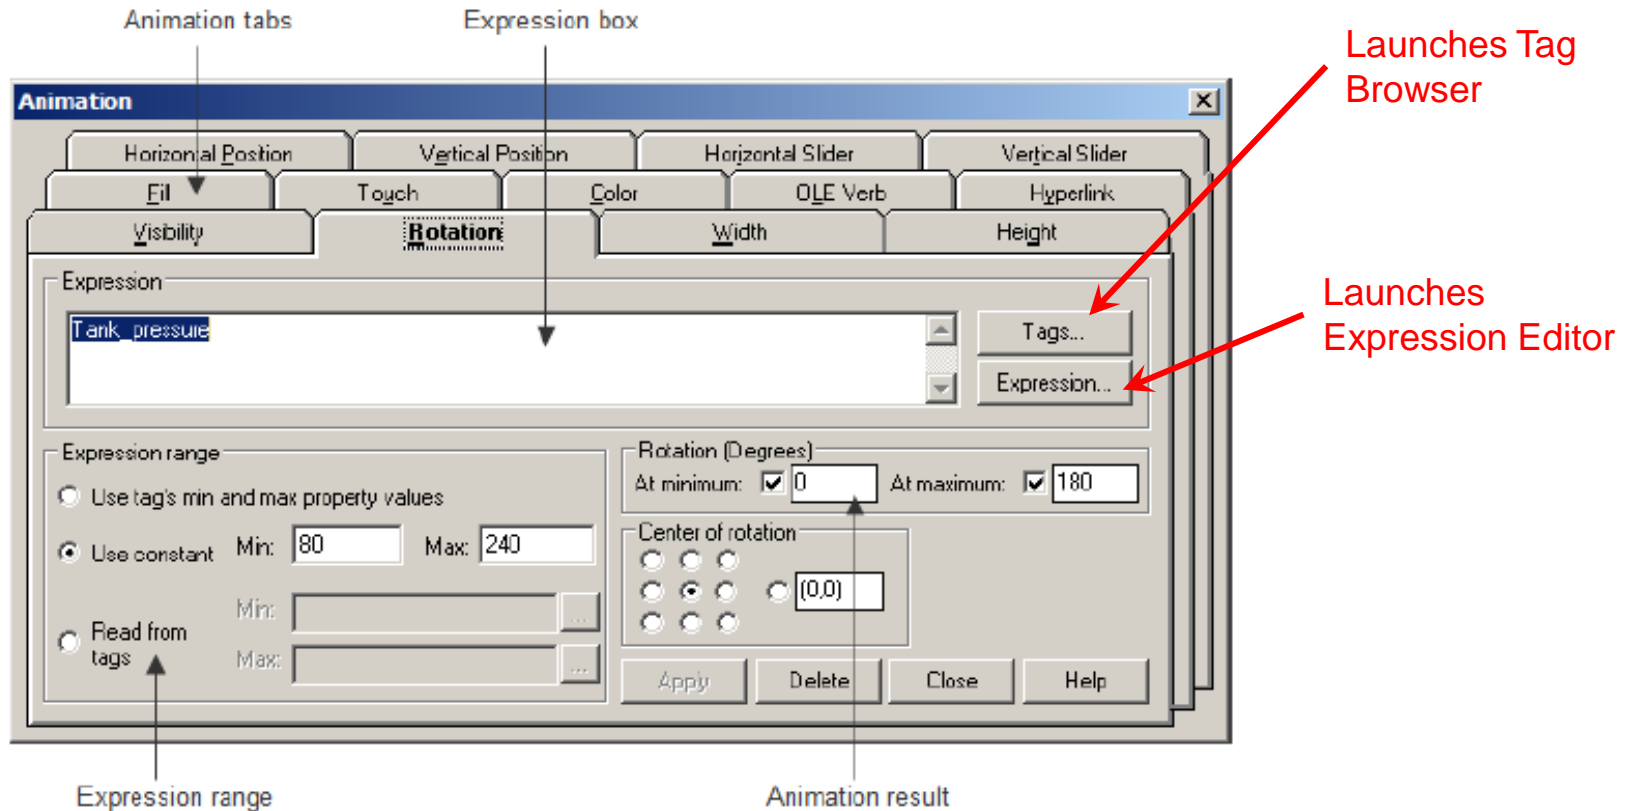 Animation tabs
Expression box
Launches Tag
Browser
Animation
Horizontal Position Vertical Position Horizontal Slider Vertical Slider
Fill Touch Color OLE Verb Hyperlink
Visibility Rotation Width Height
Expression
Tank_pressure
Tags...
Expression...
Launches
Expression Editor
Expression range
Use tag's min and max property values
Use constant Min: 80 Max: 240
Read from
tags
Min: ...
Max: ...
Rotation (Degrees)
At minimum: 0 At maximum: 180
Center of rotation
(0,0)
Apply Delete Close Help
Expression range
Animation result